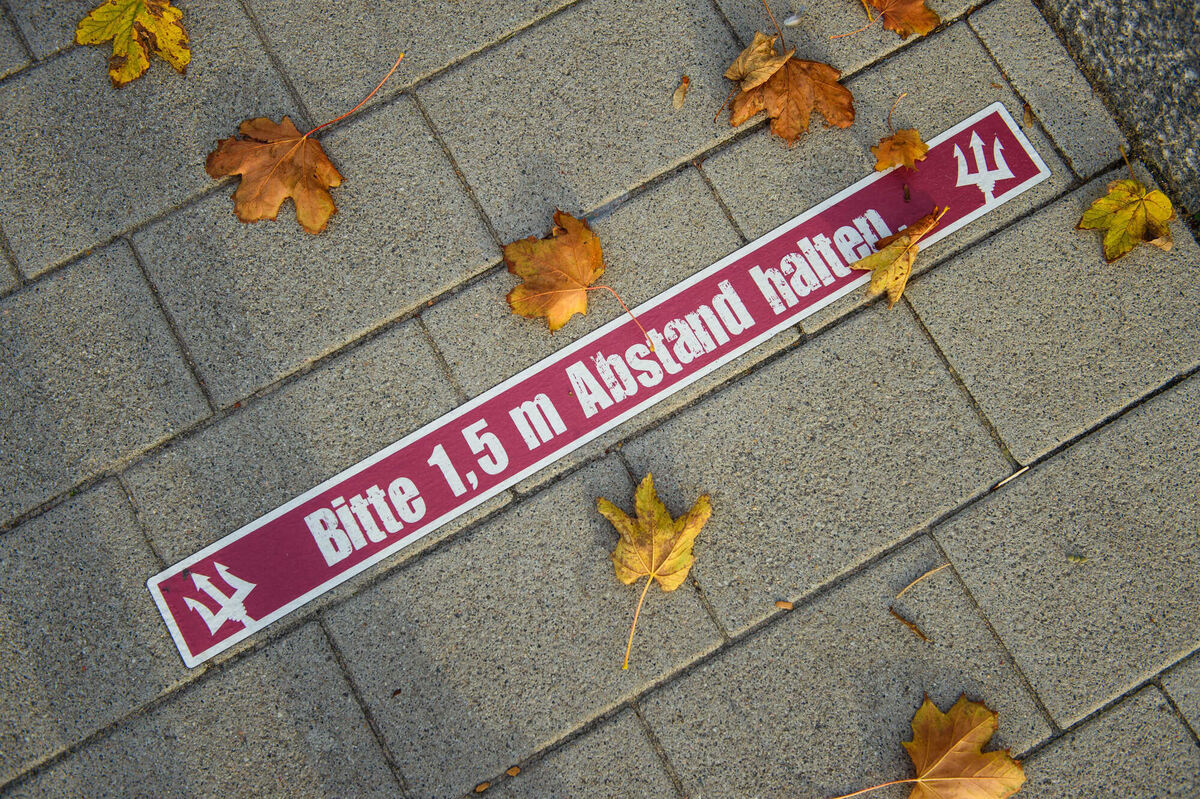 Bitte 1,5 m Abstand halten.